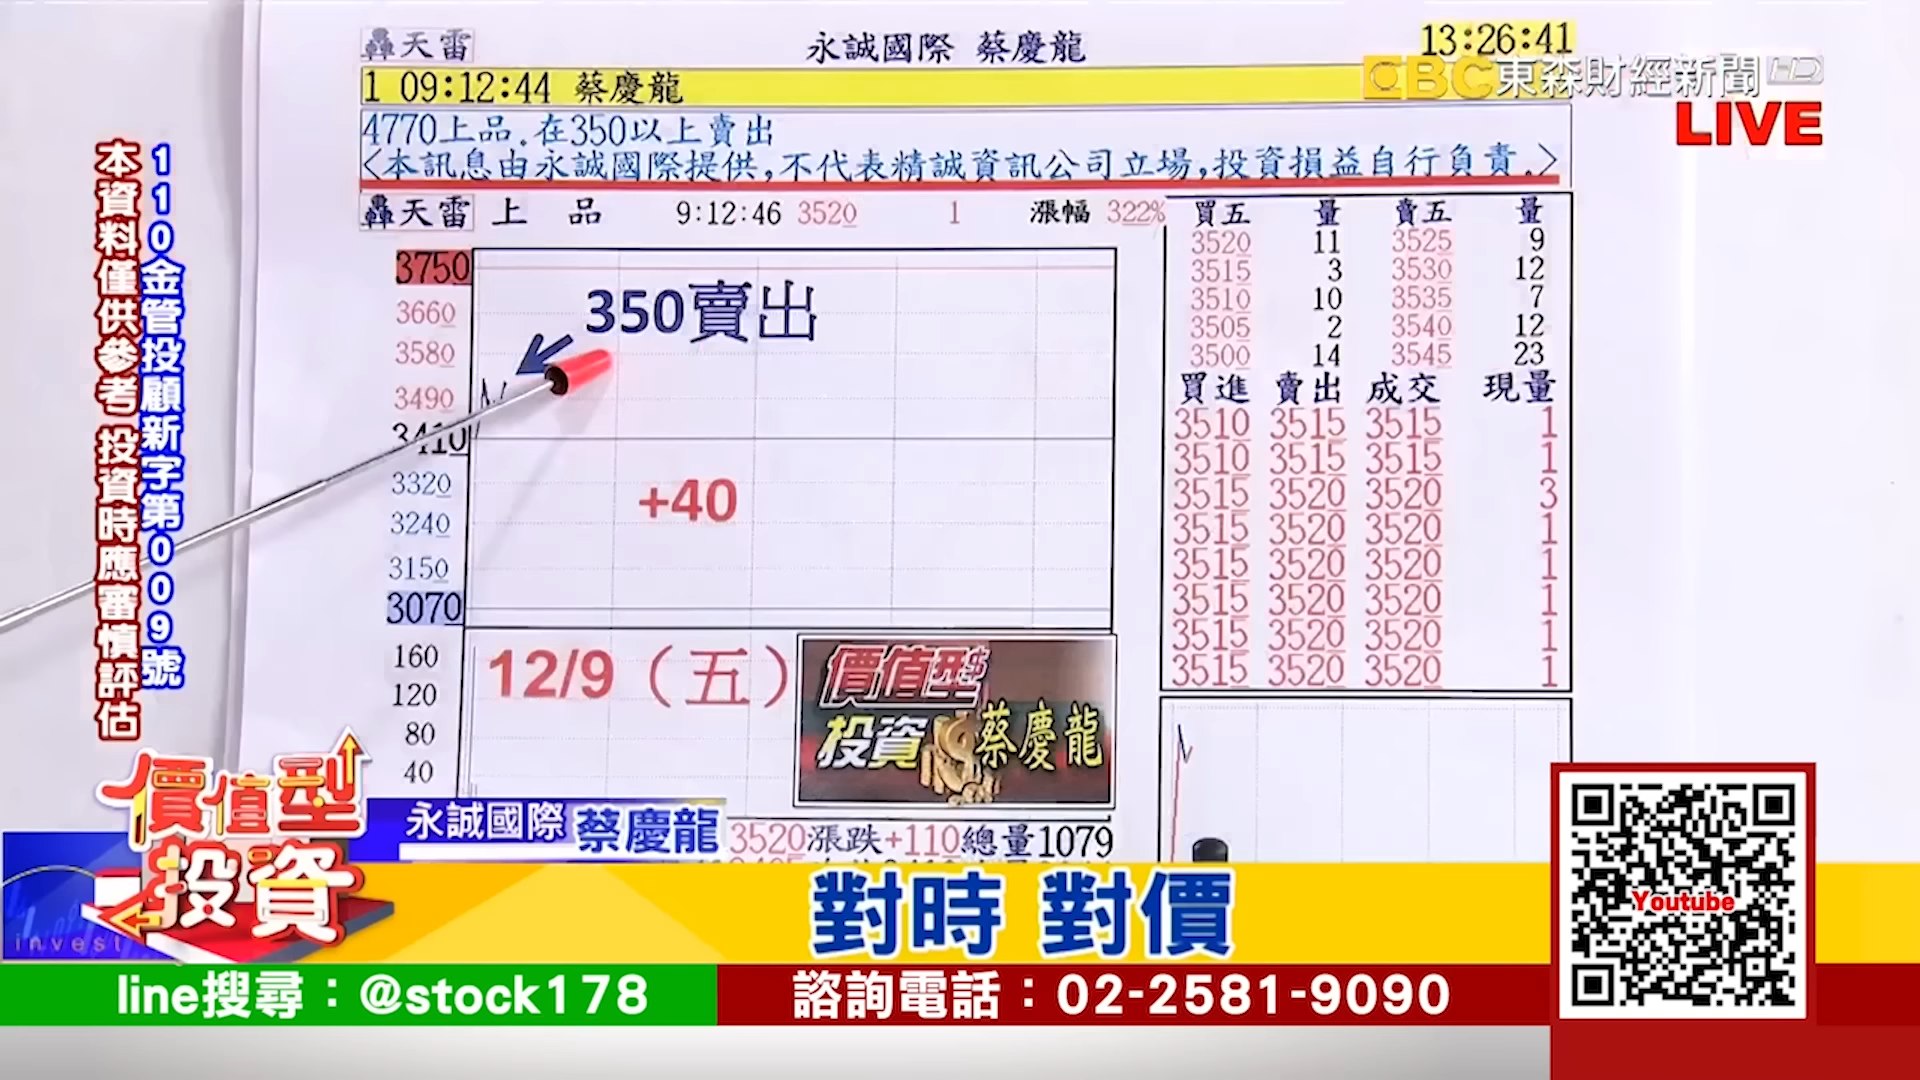 轟天雷
永誠國際 蔡慶龍
13:26:41
1 09:12:44 蔡慶龍
EBC東森財經新聞HD
LIVE
4770上品.在350以上賣出
<本訊息由永誠國際提供,不代表精誠資訊公司立場,投資損益自行負責.>
轟天雷 上 品 9:12:46 3520 1 漲幅 322%
買五 量 賣五 量
3520 11 3525 9
3515 3 3530 12
3510 10 3535 7
3505 2 3540 12
3500 14 3545 23
買進 賣出 成交 現量
3510 3515 3515 1
3510 3515 3515 1
3515 3520 3520 3
3515 3520 3520 1
3515 3520 3520 1
3515 3520 3520 1
3515 3520 3520 1
3515 3520 3520 1
3750
3660
3580
3490
3410
3320
3240
3150
3070
160
120
80
40
350賣出
+40
12/9（五）
價值型
投資
蔡慶龍
3520漲跌+110總量1079
110金管投顧新字第009號
本資料僅供參考 投資時應審慎評估
價值型
投資
invest
永誠國際 蔡慶龍
對時 對價
line搜尋：@stock178
諮詢電話：02-2581-9090
Youtube